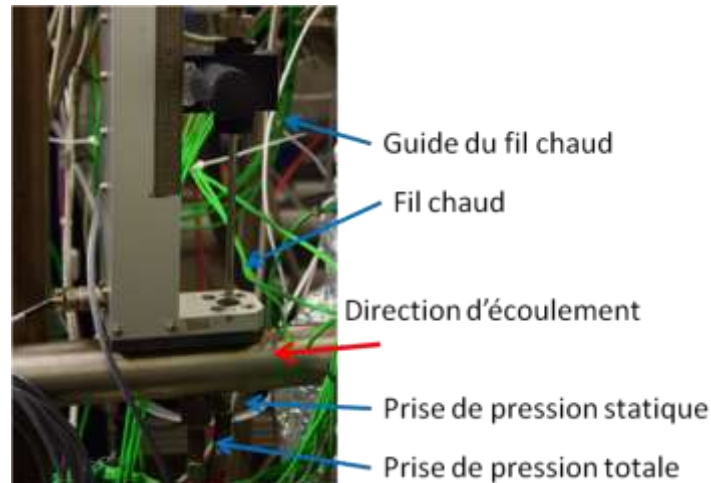 Guide du fil chaud
Fil chaud
Direction d'écoulement
Prise de pression statique
Prise de pression totale